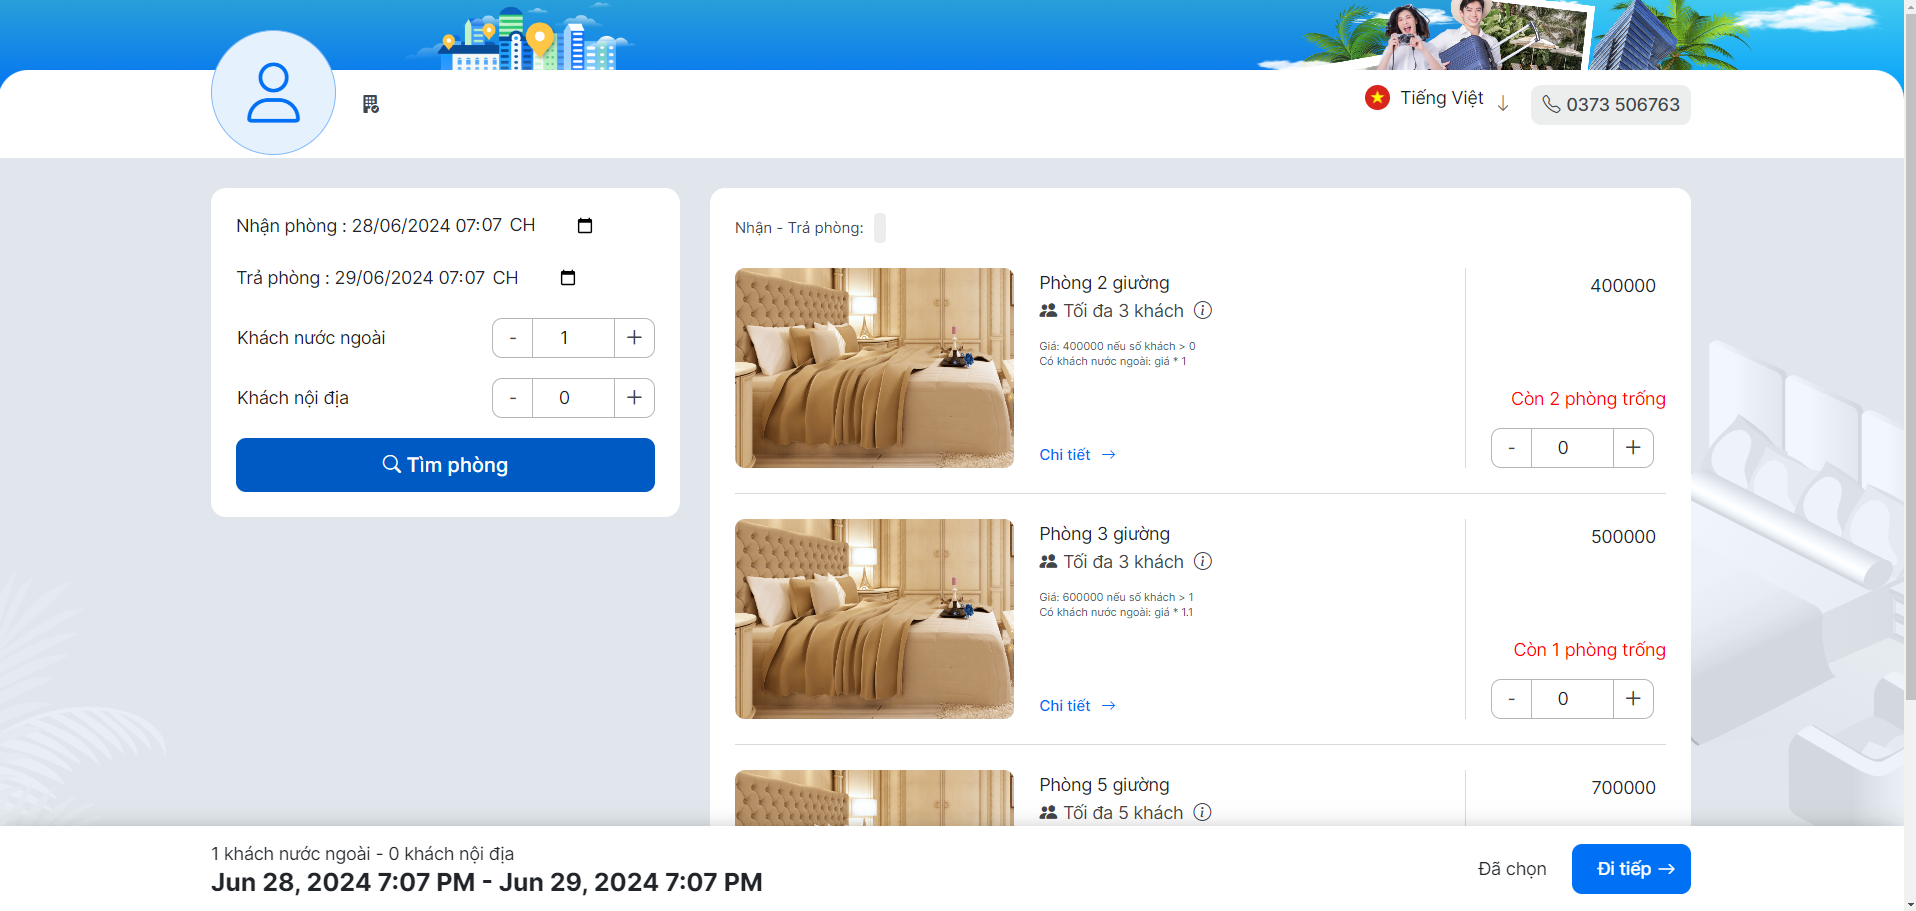 Tiếng Việt
0373 506763
Nhận phòng : 28/06/2024 07:07 CH
Trả phòng : 29/06/2024 07:07 CH
Khách nước ngoài - 1 +
Khách nội địa - 0 +
Tìm phòng
Nhận - Trả phòng:
Phòng 2 giường
400000
Tối đa 3 khách
Giá: 400000 nếu số khách > 0
Có khách nước ngoài: giá * 1
Còn 2 phòng trống
- 0 +
Chi tiết →
Phòng 3 giường
500000
Tối đa 3 khách
Giá: 600000 nếu số khách > 1
Có khách nước ngoài: giá * 1.1
Còn 1 phòng trống
- 0 +
Chi tiết →
Phòng 5 giường
700000
Tối đa 5 khách
1 khách nước ngoài - 0 khách nội địa
Jun 28, 2024 7:07 PM - Jun 29, 2024 7:07 PM
Đã chọn
Đi tiếp →